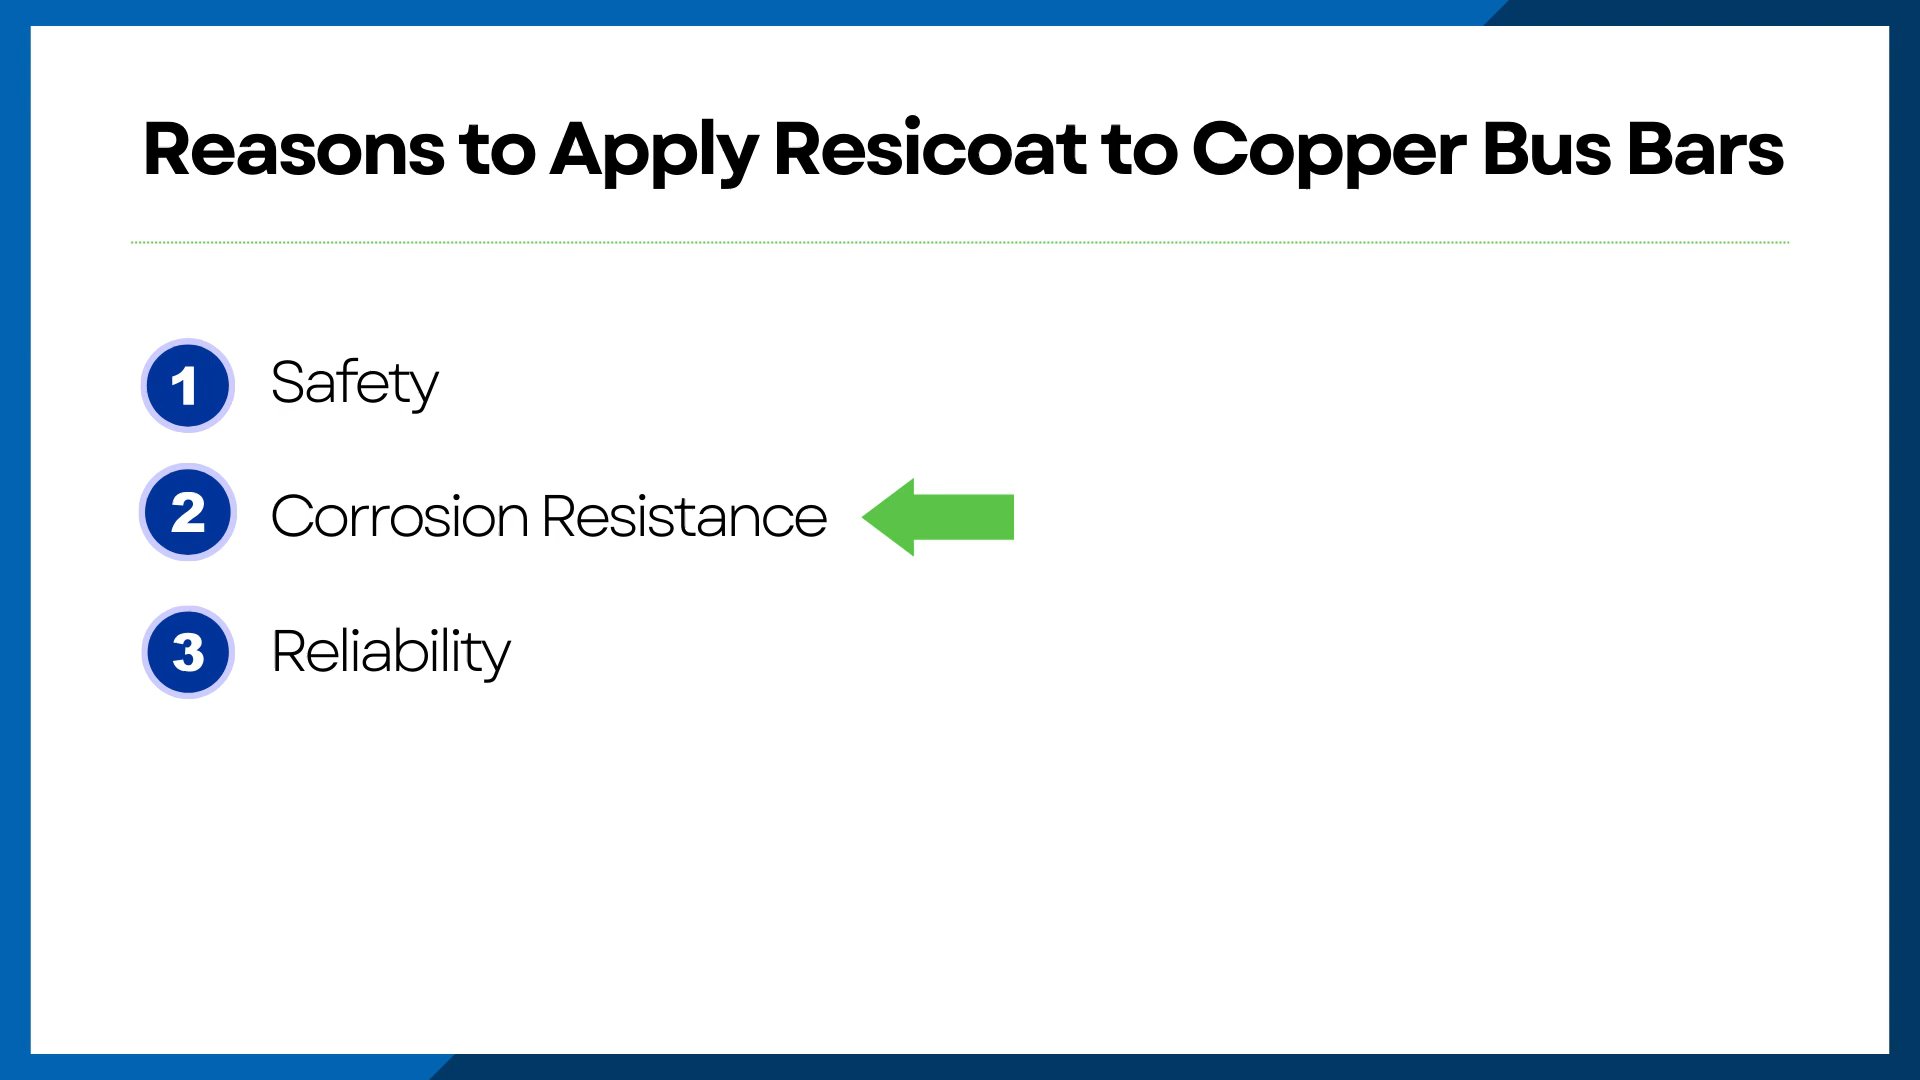 Reasons to Apply Resicoat to Copper Bus Bars
1 Safety
2 Corrosion Resistance
3 Reliability